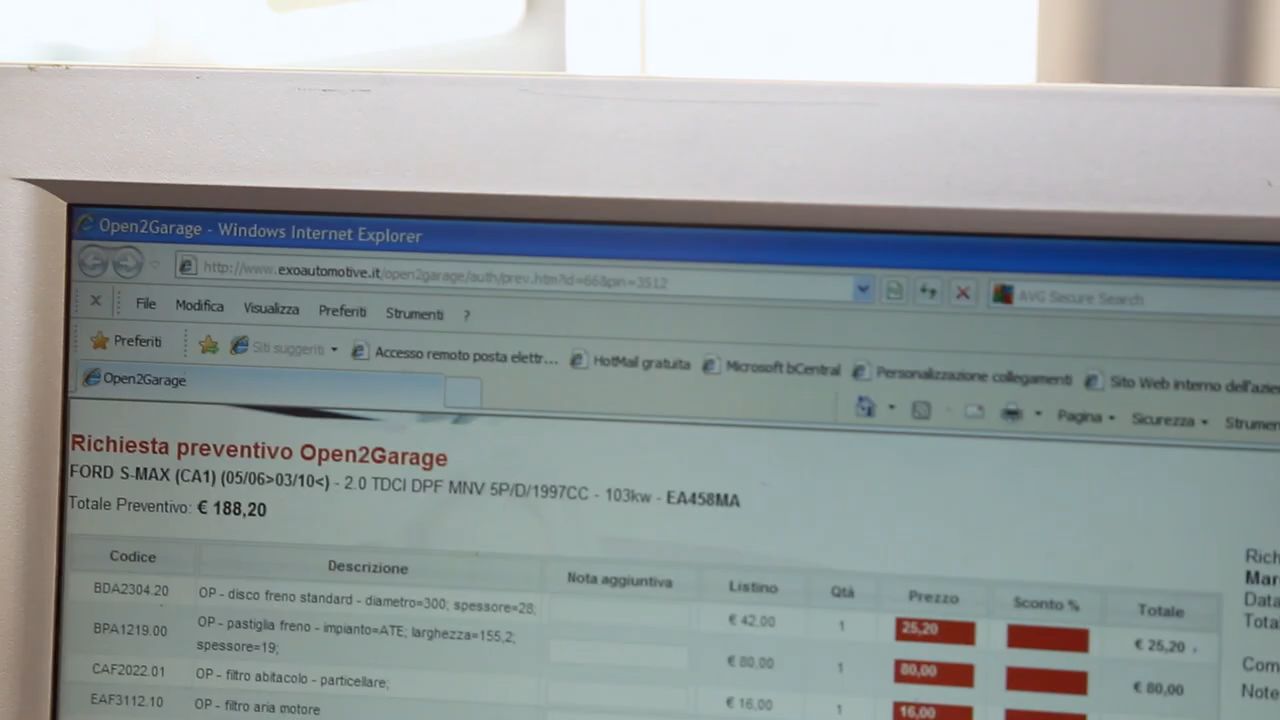 Open2Garage - Windows Internet Explorer
http://www.exoautomotive.it/open2garage/auth/prev.htm?id=66&pin=3512
AVG Secure Search
File Modifica Visualizza Preferiti Strumenti ?
Preferiti Siti suggeriti Accesso remoto posta elettr... HotMail gratuita Microsoft bCentral Personalizzazione collegamenti Sito Web interno dell'azie
Open2Garage
Pagina Sicurezza Strumen
Richiesta preventivo Open2Garage
FORD S-MAX (CA1) (05/06>03/10<) - 2.0 TDCI DPF MNV 5P/D/1997CC - 103kw - EA458MA
Totale Preventivo: € 188,20
Codice Descrizione Nota aggiuntiva Listino Qtà Prezzo Sconto % Totale
BDA2304.20 OP - disco freno standard - diametro=300; spessore=28; € 42,00 1 25,20 € 25,20
BPA1219.00 OP - pastiglia freno - impianto=ATE; larghezza=155,2;
spessore=19; € 80,00 1 80,00 € 80,00
CAF2022.01 OP - filtro abitacolo - particellare; € 16,00 1 16,00
EAF3112.10 OP - filtro aria motore
Rich
Mar
Data
Tota
Com
Note